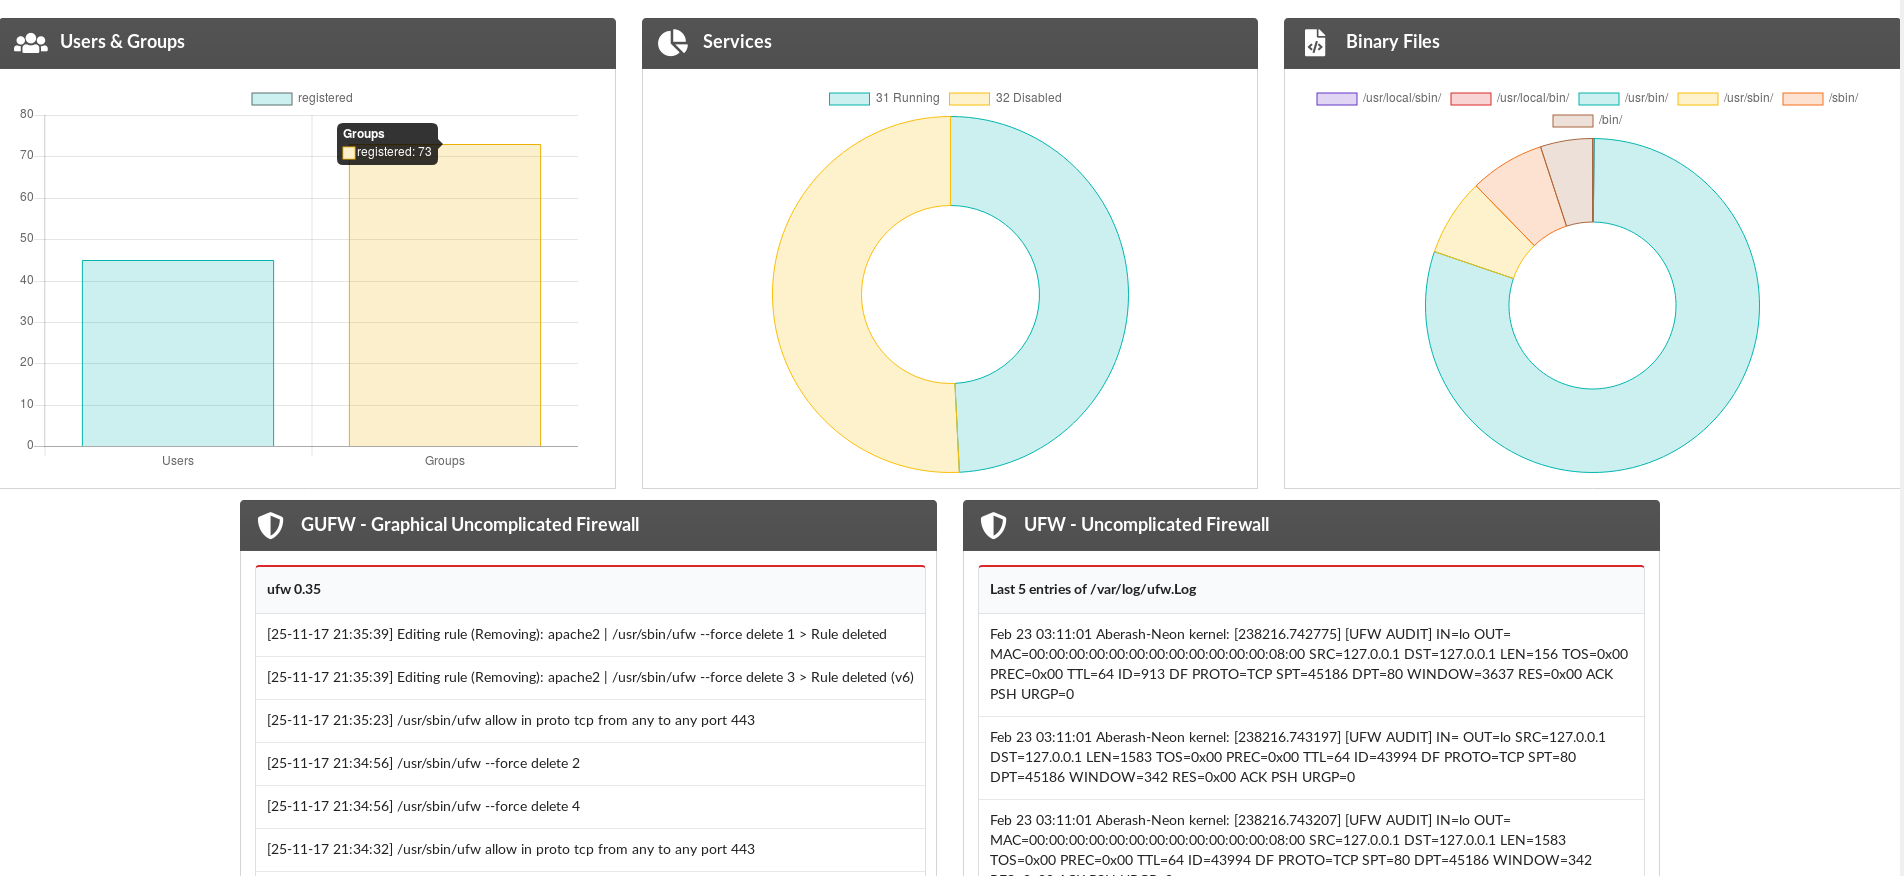 Users & Groups
registered
80
70
60
50
40
30
20
10
0
Groups
registered: 73
Users
Groups
Services
31 Running
32 Disabled
Binary Files
/usr/local/sbin/
/usr/local/bin/
/usr/bin/
/usr/sbin/
/sbin/
/bin/
GUFW - Graphical Uncomplicated Firewall
ufw 0.35
[25-11-17 21:35:39] Editing rule (Removing): apache2 | /usr/sbin/ufw --force delete 1 > Rule deleted
[25-11-17 21:35:39] Editing rule (Removing): apache2 | /usr/sbin/ufw --force delete 3 > Rule deleted (v6)
[25-11-17 21:35:23] /usr/sbin/ufw allow in proto tcp from any to any port 443
[25-11-17 21:34:56] /usr/sbin/ufw --force delete 2
[25-11-17 21:34:56] /usr/sbin/ufw --force delete 4
[25-11-17 21:34:32] /usr/sbin/ufw allow in proto tcp from any to any port 443
UFW - Uncomplicated Firewall
Last 5 entries of /var/log/ufw.Log
Feb 23 03:11:01 Aberash-Neon kernel: [238216.742775] [UFW AUDIT] IN=lo OUT=
MAC=00:00:00:00:00:00:00:00:00:00:00:00:08:00 SRC=127.0.0.1 DST=127.0.0.1 LEN=156 TOS=0x00
PREC=0x00 TTL=64 ID=913 DF PROTO=TCP SPT=45186 DPT=80 WINDOW=3637 RES=0x00 ACK
PSH URGP=0
Feb 23 03:11:01 Aberash-Neon kernel: [238216.743197] [UFW AUDIT] IN= OUT=lo SRC=127.0.0.1
DST=127.0.0.1 LEN=1583 TOS=0x00 PREC=0x00 TTL=64 ID=43994 DF PROTO=TCP SPT=80
DPT=45186 WINDOW=342 RES=0x00 ACK PSH URGP=0
Feb 23 03:11:01 Aberash-Neon kernel: [238216.743207] [UFW AUDIT] IN=lo OUT=
MAC=00:00:00:00:00:00:00:00:00:00:00:00:08:00 SRC=127.0.0.1 DST=127.0.0.1 LEN=1583
TOS=0x00 PREC=0x00 TTL=64 ID=43994 DF PROTO=TCP SPT=80 DPT=45186 WINDOW=342